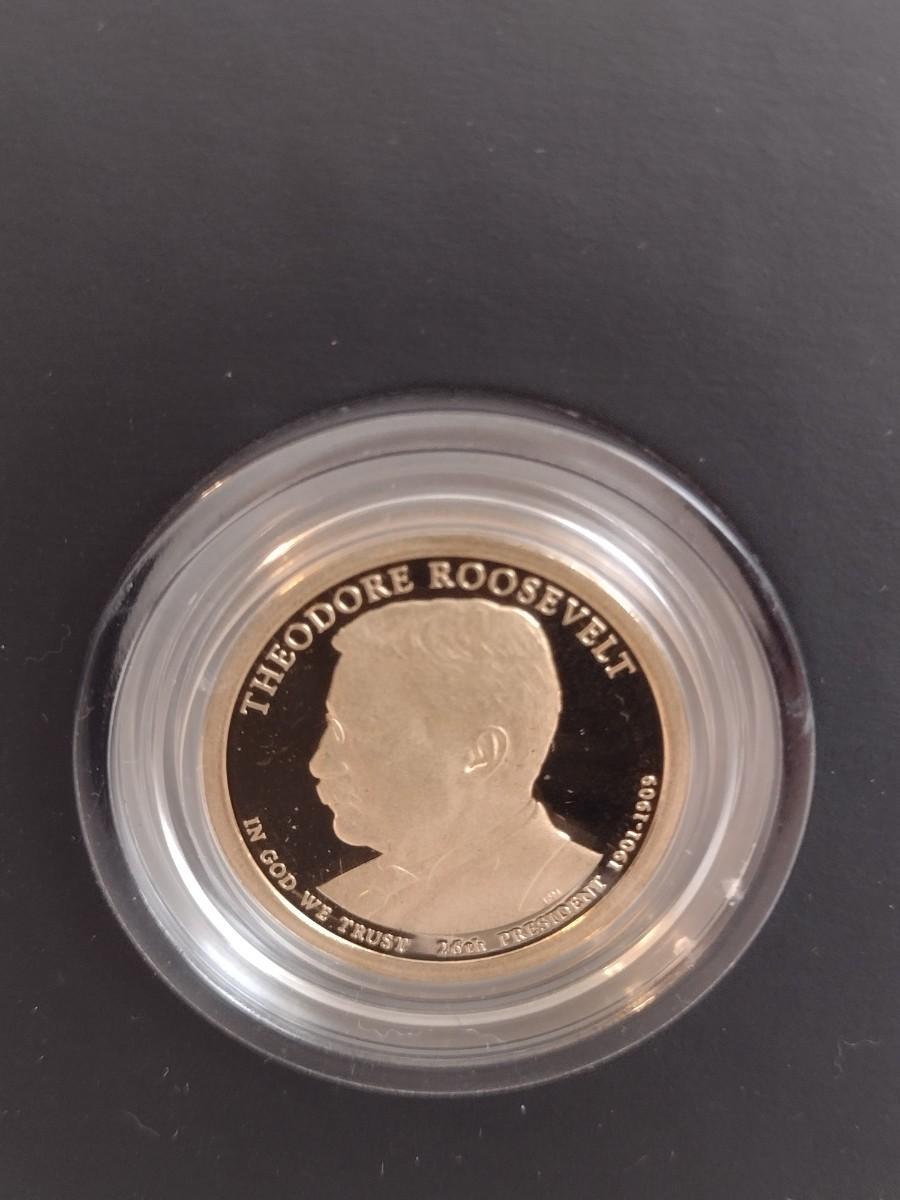 THEODORE ROOSEVELT
IN GOD WE TRUST
26th PRESIDENT 1901-1909